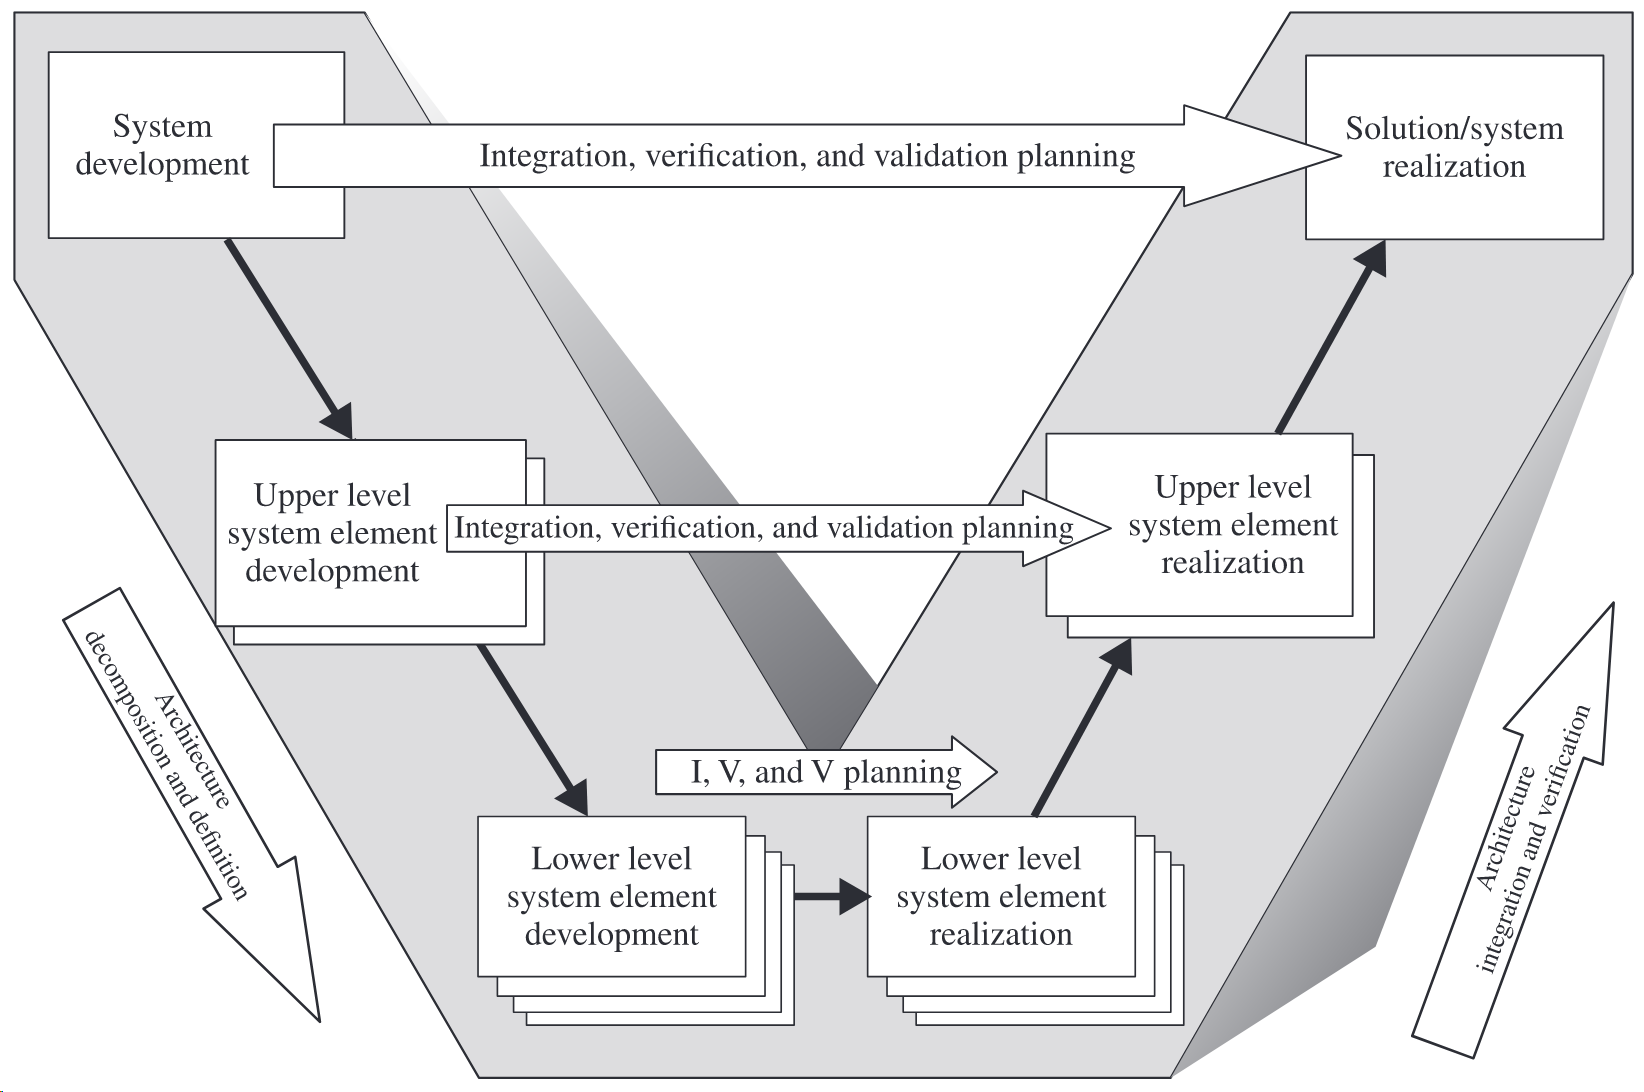 System
development
Integration, verification, and validation planning
Solution/system
realization
Upper level
system element
development
Integration, verification, and validation planning
Upper level
system element
realization
Architecture
decomposition and definition
I, V, and V planning
Lower level
system element
development
Lower level
system element
realization
Architecture
integration and verification